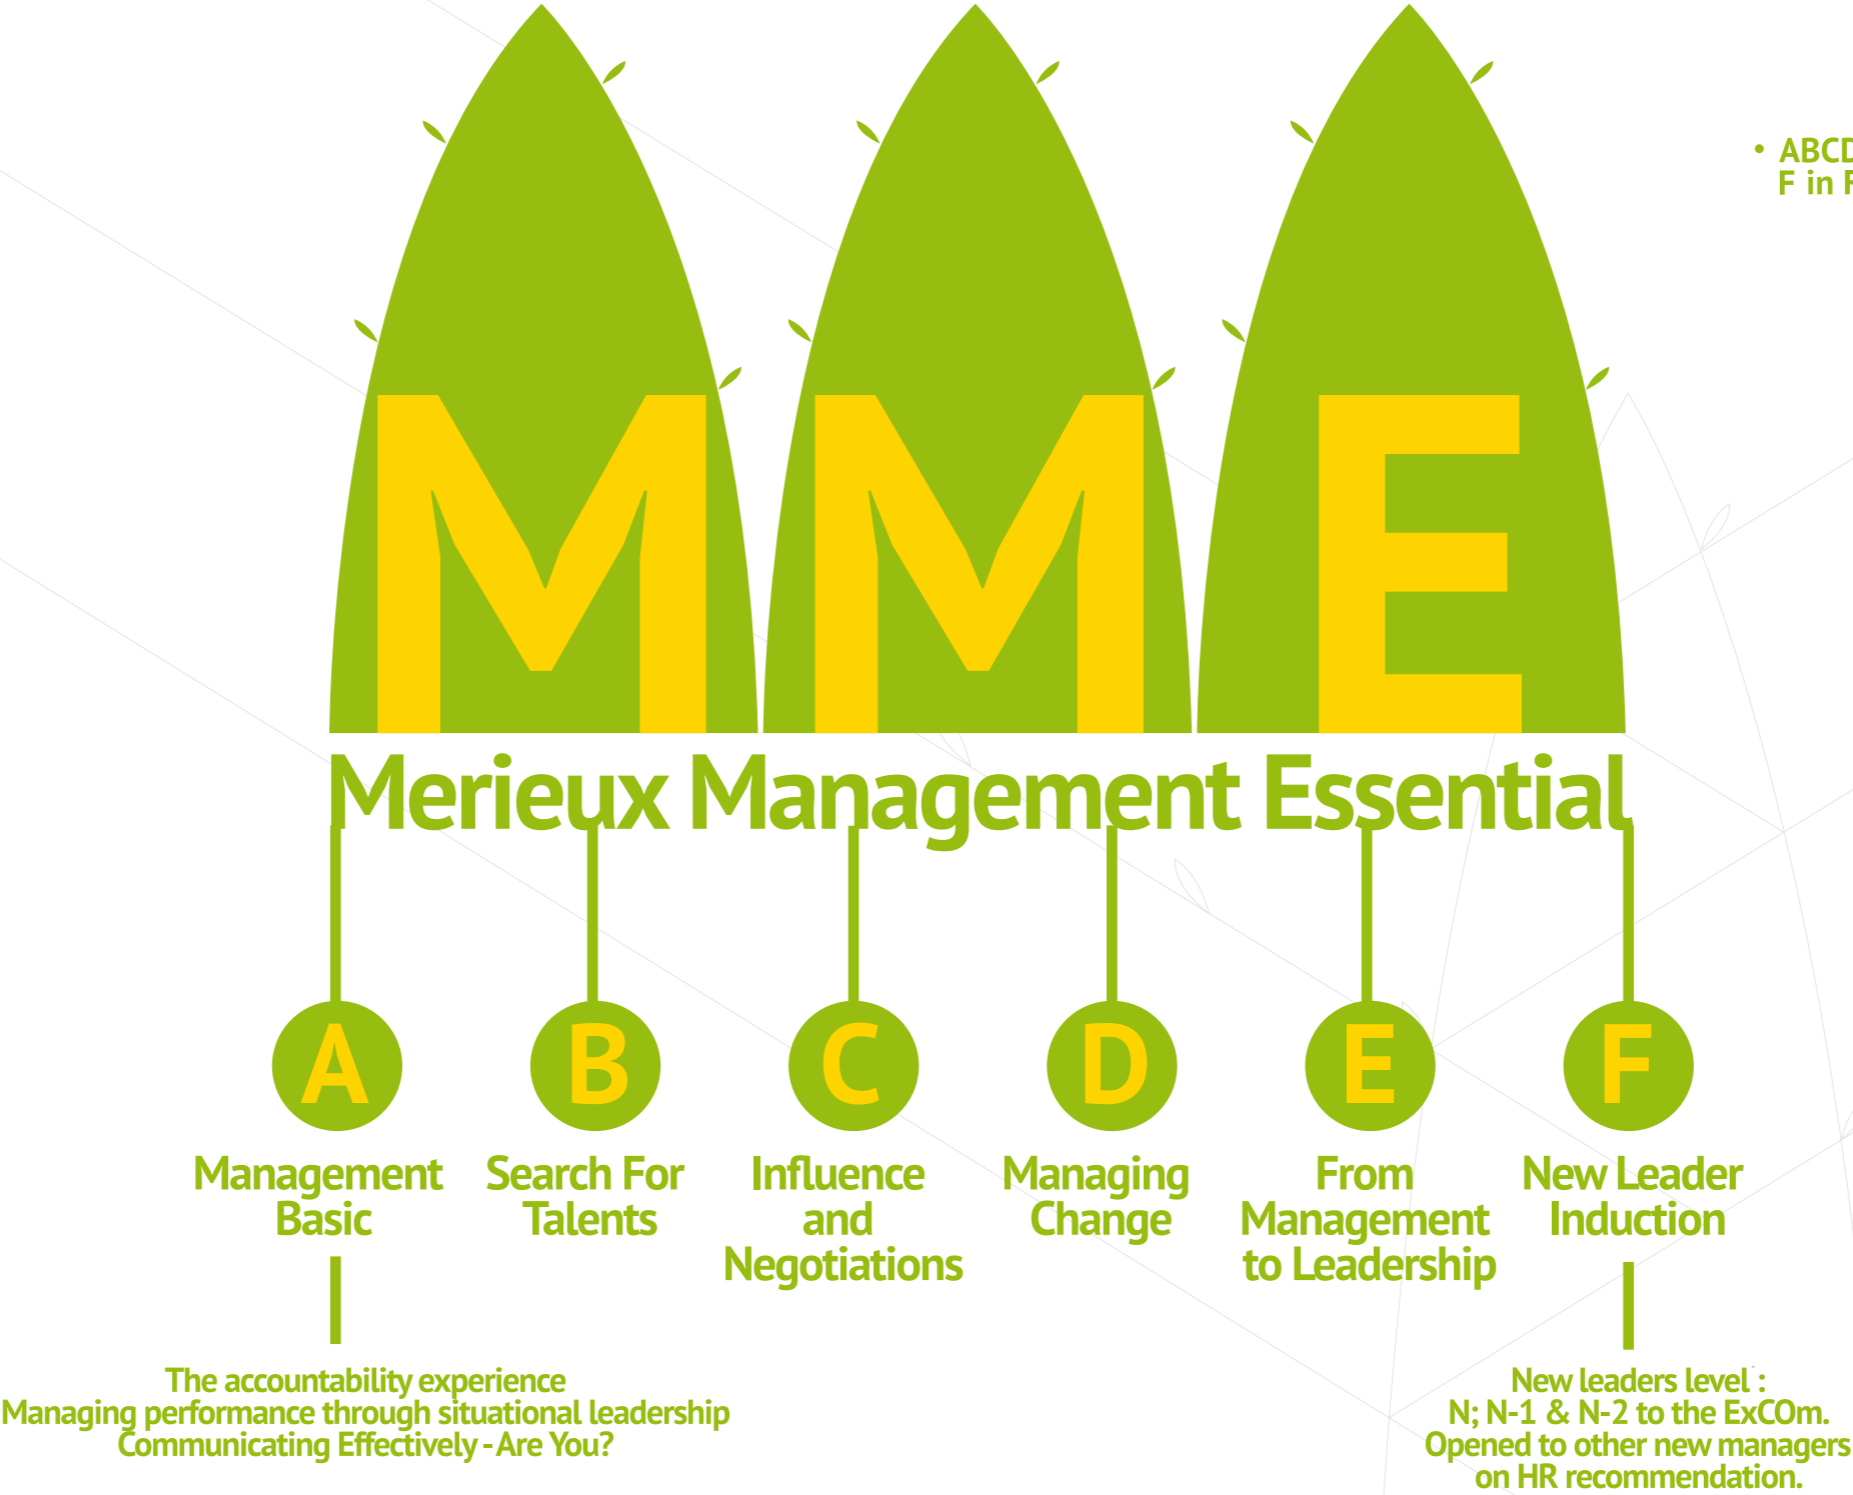 MME
• ABCD
F in
Merieux Management Essential
A
Management
Basic
B
Search For
Talents
C
Influence
and
Negotiations
D
Managing
Change
E
From
Management
to Leadership
F
New Leader
Induction
The accountability experience
Managing performance through situational leadership
Communicating Effectively - Are You?
New leaders level :
N; N-1 & N-2 to the ExCOm.
Opened to other new managers
on HR recommendation.